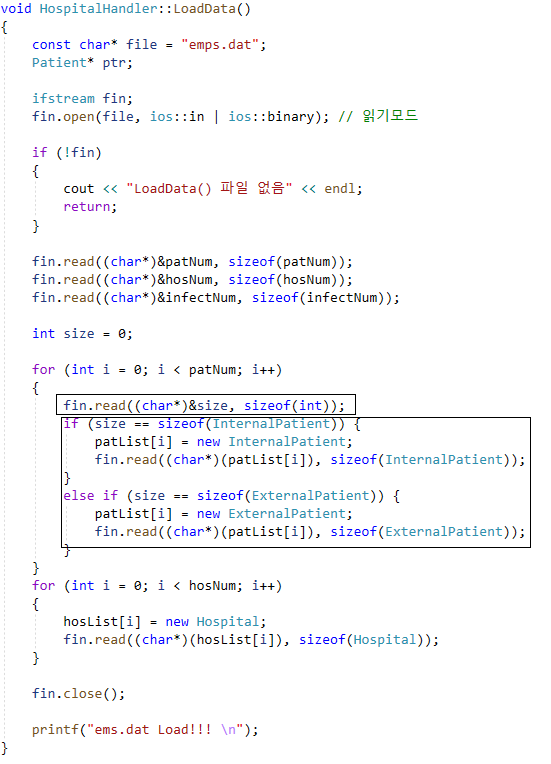 void HospitalHandler::LoadData()
{
    const char* file = "emps.dat";
    Patient* ptr;

    ifstream fin;
    fin.open(file, ios::in | ios::binary); // 읽기모드

    if (!fin)
    {
        cout << "LoadData() 파일 없음" << endl;
        return;
    }

    fin.read((char*)&patNum, sizeof(patNum));
    fin.read((char*)&hosNum, sizeof(hosNum));
    fin.read((char*)&infectNum, sizeof(infectNum));

    int size = 0;

    for (int i = 0; i < patNum; i++)
    {
        fin.read((char*)&size, sizeof(int));
        if (size == sizeof(InternalPatient)) {
            patList[i] = new InternalPatient;
            fin.read((char*)(patList[i]), sizeof(InternalPatient));
        }
        else if (size == sizeof(ExternalPatient)) {
            patList[i] = new ExternalPatient;
            fin.read((char*)(patList[i]), sizeof(ExternalPatient));
        }
    }
    for (int i = 0; i < hosNum; i++)
    {
        hosList[i] = new Hospital;
        fin.read((char*)(hosList[i]), sizeof(Hospital));
    }

    fin.close();

    printf("ems.dat Load!!! \n");
}